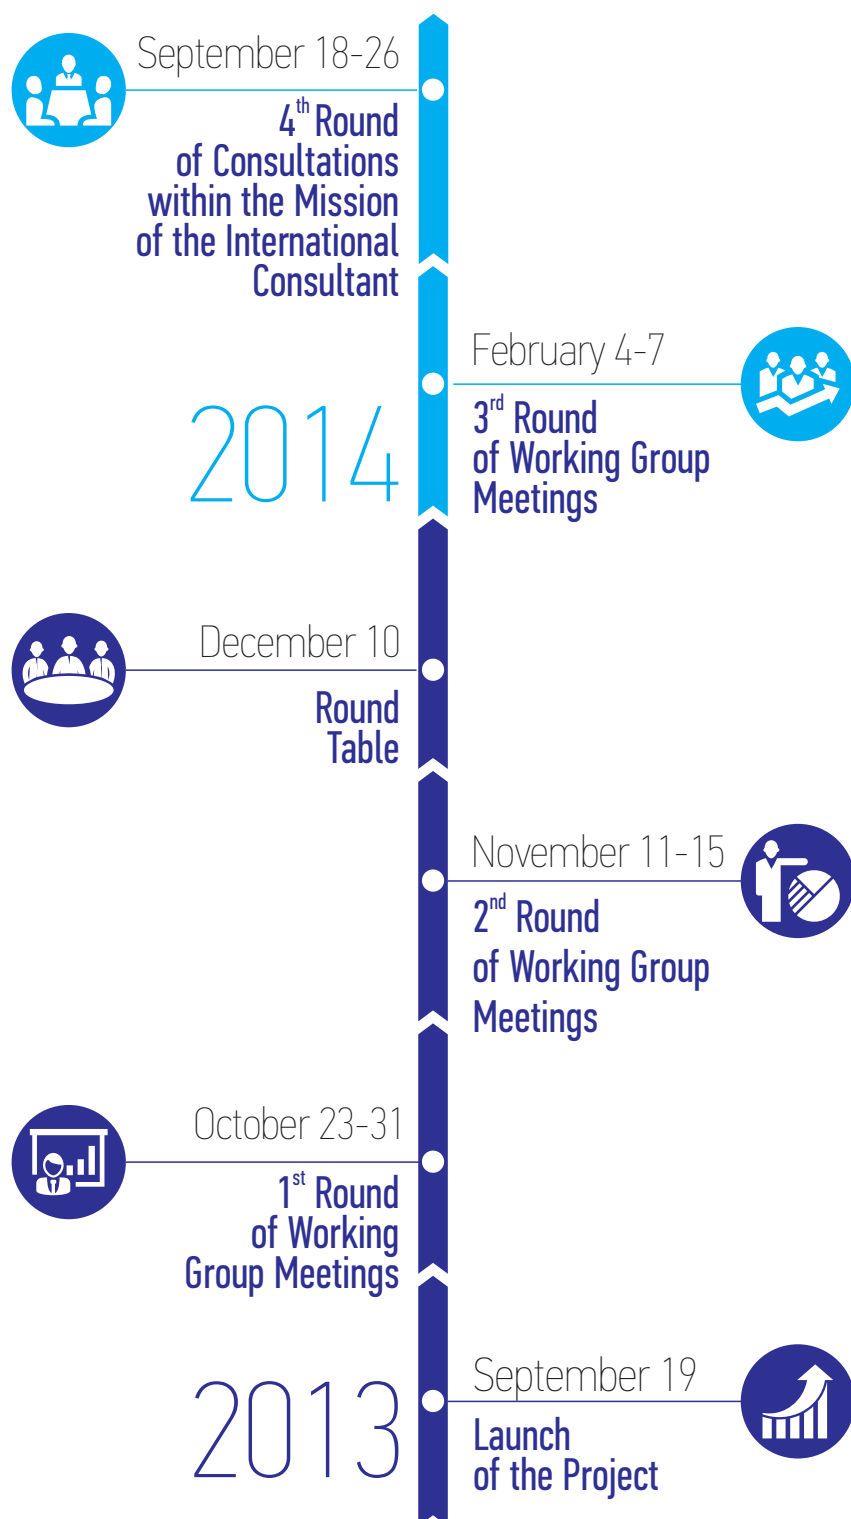 September 18-26
4th Round
of Consultations
within the Mission
of the International
Consultant
February 4-7
2014
3rd Round
of Working Group
Meetings
December 10
Round
Table
November 11-15
2nd Round
of Working Group
Meetings
October 23-31
1st Round
of Working
Group Meetings
September 19
2013
Launch
of the Project